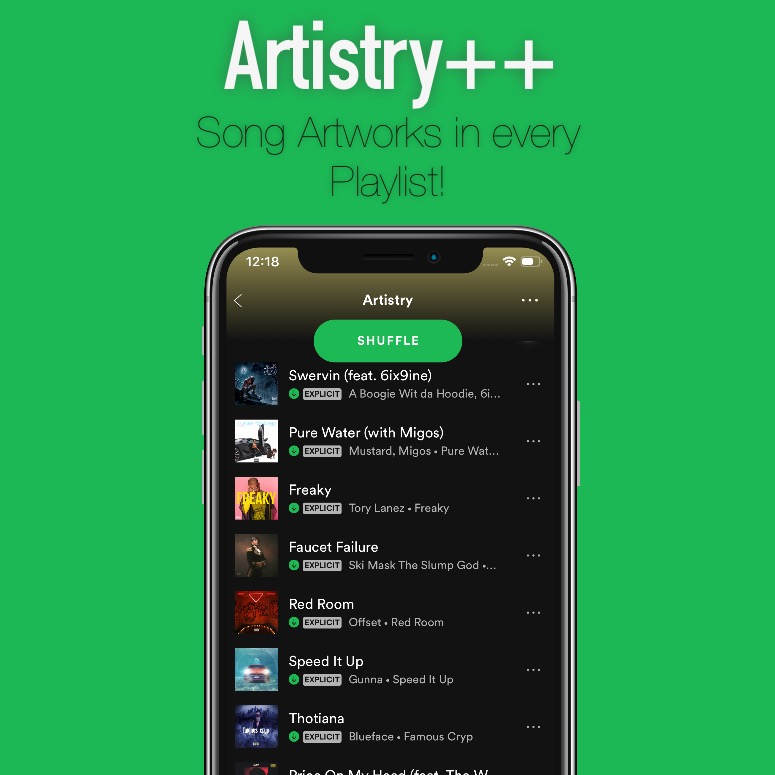 Artistry++
Song Artworks in every
Playlist!
12:18
Artistry
SHUFFLE
Swervin (feat. 6ix9ine)
EXPLICIT A Boogie Wit da Hoodie, 6i...
Pure Water (with Migos)
EXPLICIT Mustard, Migos • Pure Wat...
FREAKY
Freaky
EXPLICIT Tory Lanez • Freaky
Faucet Failure
EXPLICIT Ski Mask The Slump God •...
Red Room
EXPLICIT Offset • Red Room
Speed It Up
EXPLICIT Gunna • Speed It Up
Thotiana
EXPLICIT Blueface • Famous Cryp
Price On My Head (feat. The W...